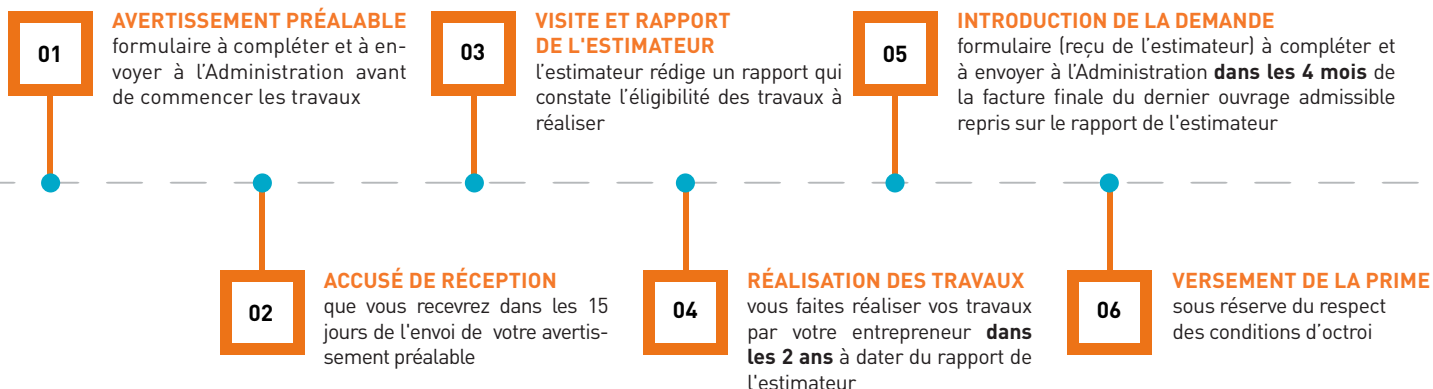 01
AVERTISSEMENT PRÉALABLE
formulaire à compléter et à en-
voyer à l’Administration avant
de commencer les travaux
02
ACCUSÉ DE RÉCEPTION
que vous recevrez dans les 15
jours de l'envoi de votre avertis-
sement préalable
03
VISITE ET RAPPORT
DE L'ESTIMATEUR
l’estimateur rédige un rapport qui
constate l’éligibilité des travaux à
réaliser
04
RÉALISATION DES TRAVAUX
vous faites réaliser vos travaux
par votre entrepreneur dans
les 2 ans à dater du rapport de
l'estimateur
05
INTRODUCTION DE LA DEMANDE
formulaire (reçu de l’estimateur) à compléter et
à envoyer à l’Administration dans les 4 mois de
la facture finale du dernier ouvrage admissible
repris sur le rapport de l'estimateur
06
VERSEMENT DE LA PRIME
sous réserve du respect
des conditions d’octroi